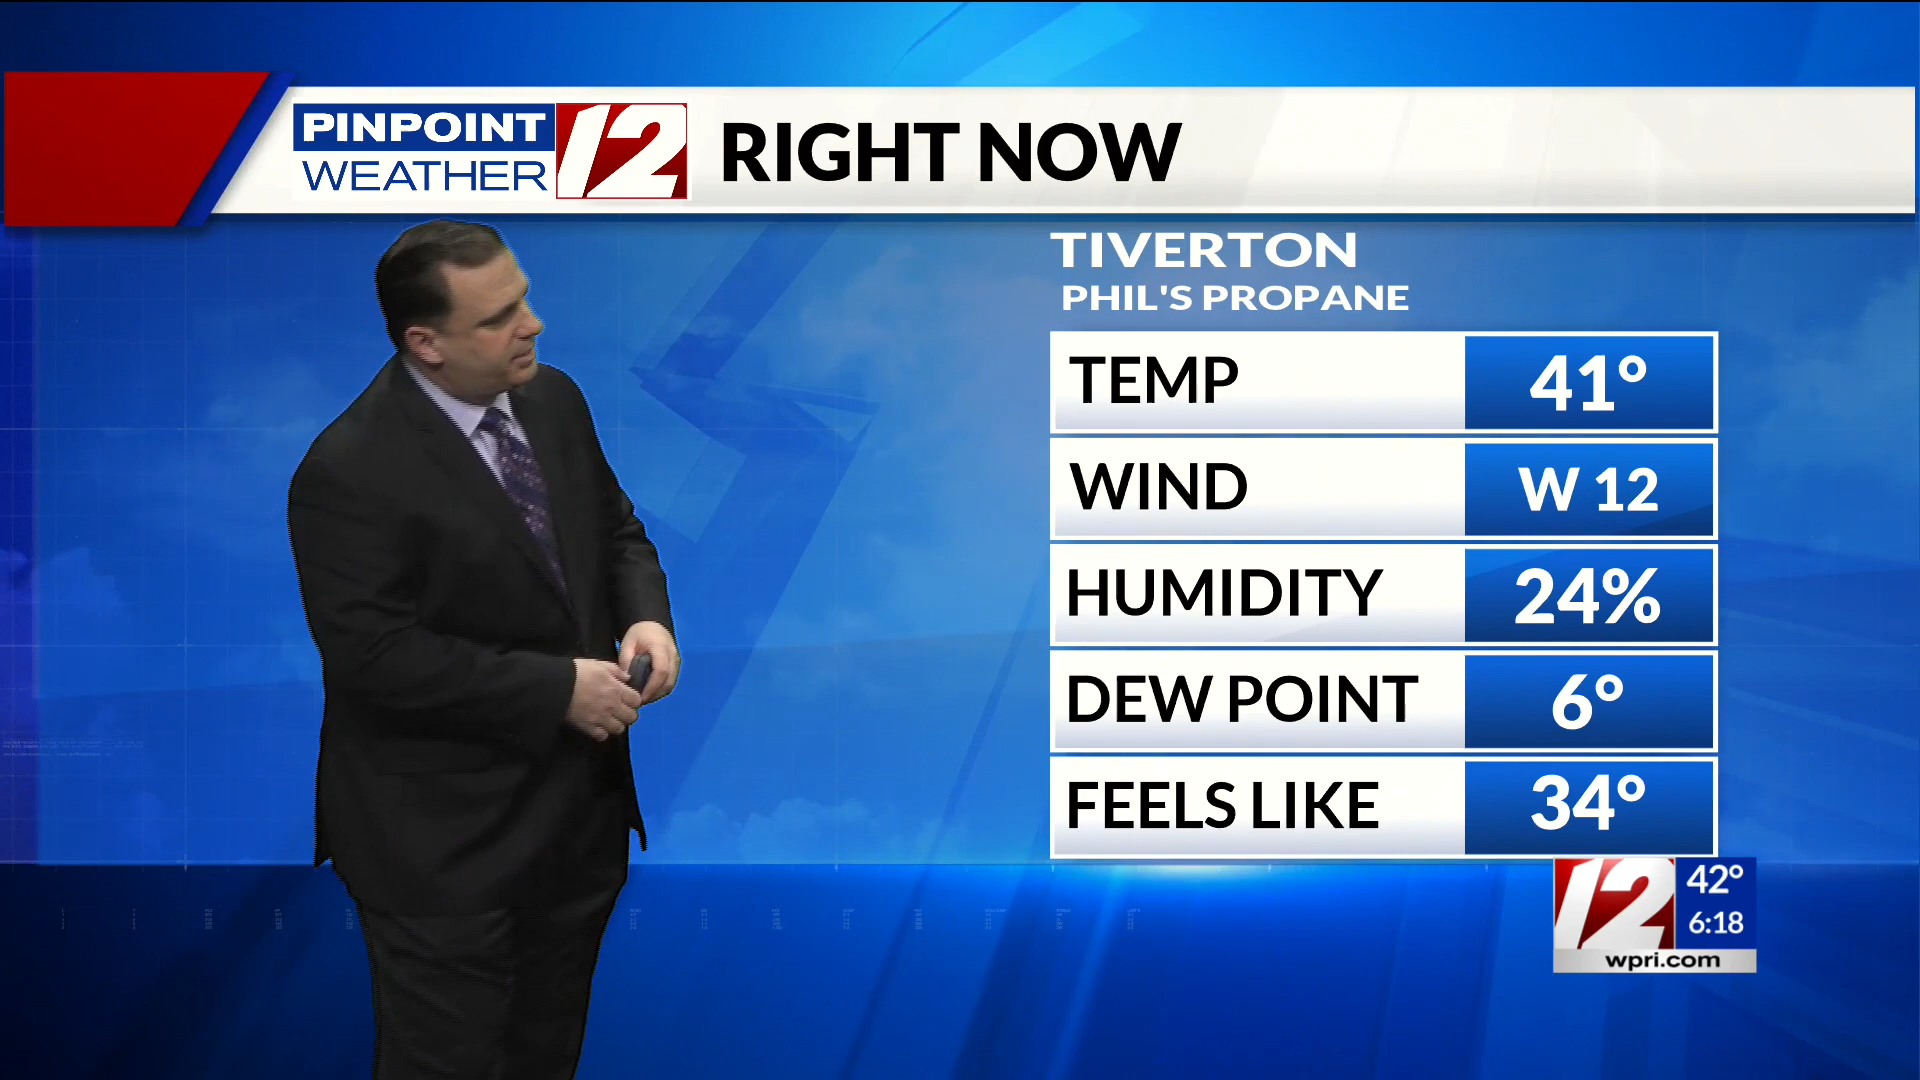 PINPOINT
WEATHER
12
RIGHT NOW
TIVERTON
PHIL'S PROPANE
TEMP 41°
WIND W 12
HUMIDITY 24%
DEW POINT 6°
FEELS LIKE 34°
12
42°
6:18
wpri.com